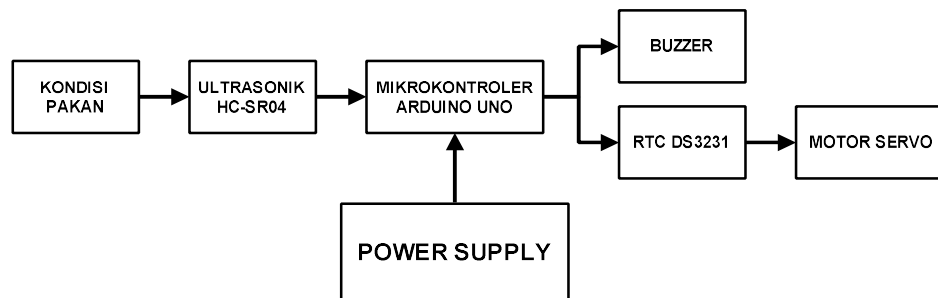 BUZZER
KONDISI
PAKAN
ULTRASONIK
HC-SR04
MIKROKONTROLER
ARDUINO UNO
RTC DS3231
MOTOR SERVO
POWER SUPPLY